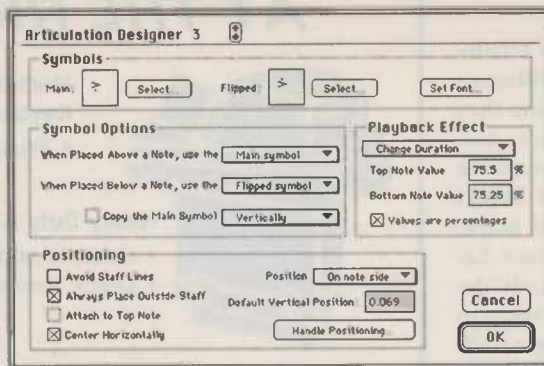 Articulation Designer 3
Symbols
Main: Select... Flipped: Select... Set Font...
Symbol Options
When Placed Above a Note, use the Main symbol
When Placed Below a Note, use the Flipped symbol
Copy the Main Symbol Vertically
Playback Effect
Change Duration
Top Note Value 75.5 %
Bottom Note Value 75.25 %
Values are percentages
Positioning
Avoid Staff Lines
Always Place Outside Staff
Attach to Top Note
Center Horizontally
Position On note side
Default Vertical Position 0.069
Handle Positioning...
Cancel
OK